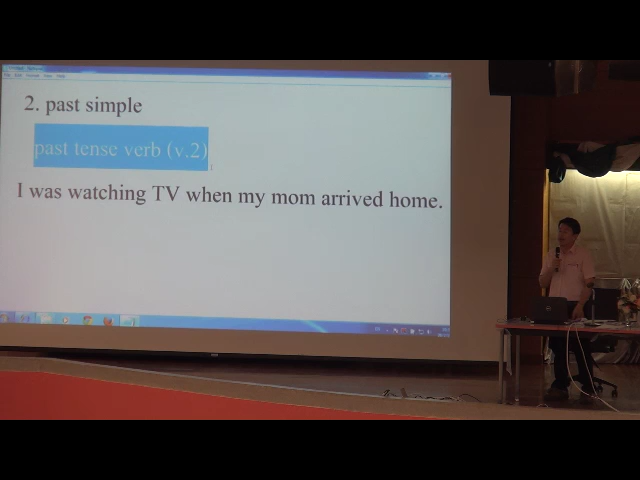 2. past simple
past tense verb (v.2)
I was watching TV when my mom arrived home.